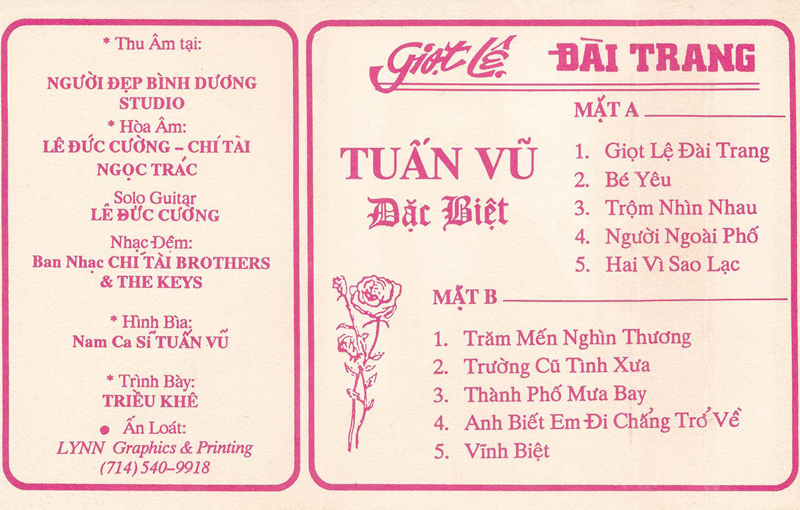 * Thu Âm tại:
NGƯỜI ĐẸP BÌNH DƯƠNG
STUDIO
* Hòa Âm:
LÊ ĐỨC CƯỜNG – CHÍ TÀI
NGỌC TRÁC
Solo Guitar
LÊ ĐỨC CƯỜNG
Nhạc Đệm:
Ban Nhạc CHÍ TÀI BROTHERS
& THE KEYS
* Hình Bìa:
Nam Ca Sĩ TUẤN VŨ
* Trình Bày:
TRIỀU KHÊ
● Ấn Loát:
LYNN Graphics & Printing
(714) 540–9918
Giọt Lệ ĐÀI TRANG
TUẤN VŨ
Đặc Biệt
MẶT A
1. Giọt Lệ Đài Trang
2. Bé Yêu
3. Trộm Nhìn Nhau
4. Người Ngoài Phố
5. Hai Vì Sao Lạc
MẶT B
1. Trăm Mến Nghìn Thương
2. Trường Cũ Tình Xưa
3. Thành Phố Mưa Bay
4. Anh Biết Em Đi Chẳng Trở Về
5. Vĩnh Biệt